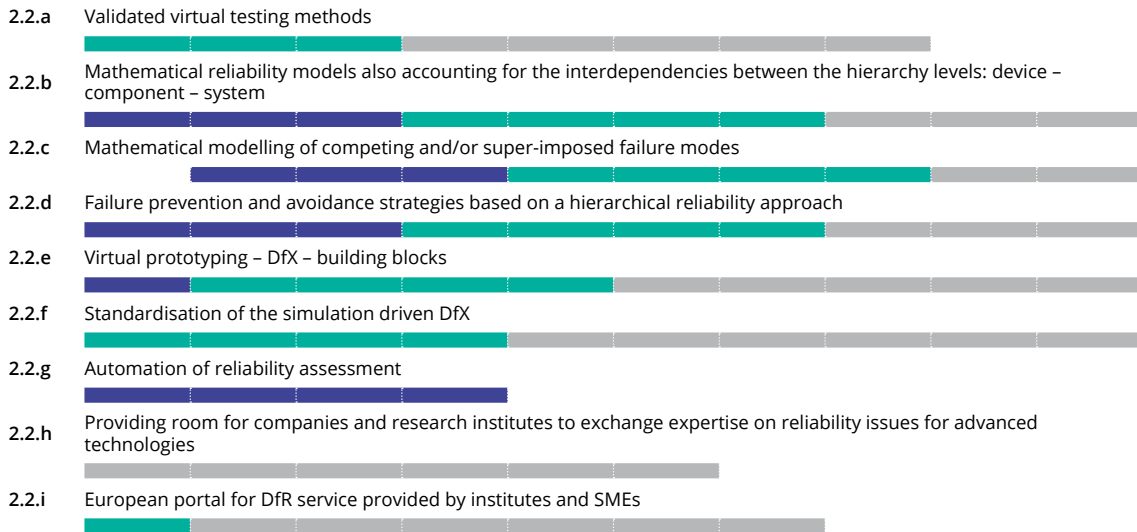 2.2.a Validated virtual testing methods
2.2.b Mathematical reliability models also accounting for the interdependencies between the hierarchy levels: device –
component – system
2.2.c Mathematical modelling of competing and/or super-imposed failure modes
2.2.d Failure prevention and avoidance strategies based on a hierarchical reliability approach
2.2.e Virtual prototyping – DfX – building blocks
2.2.f Standardisation of the simulation driven DfX
2.2.g Automation of reliability assessment
2.2.h Providing room for companies and research institutes to exchange expertise on reliability issues for advanced
technologies
2.2.i European portal for DfR service provided by institutes and SMEs